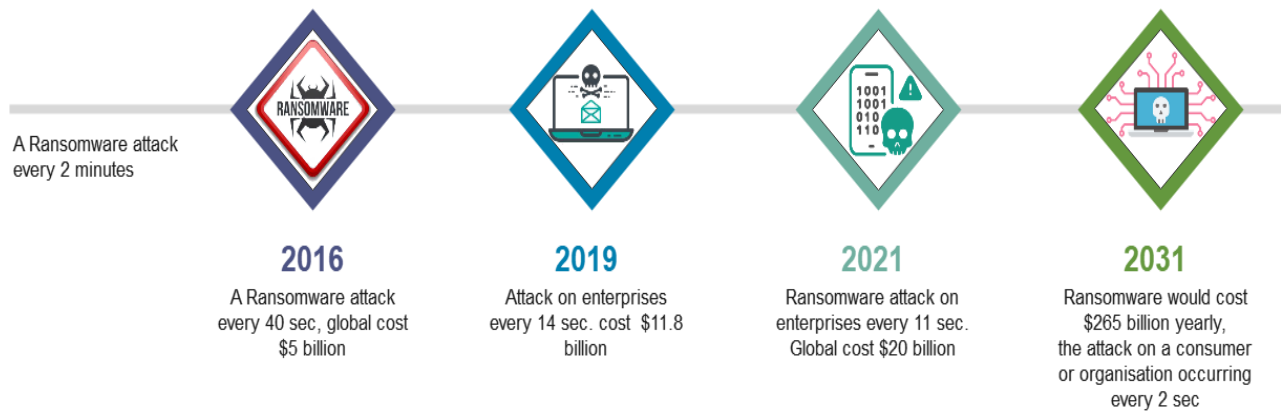 RANSOMWARE
1001
1001
010
110
A Ransomware attack
every 2 minutes
2016
A Ransomware attack
every 40 sec, global cost
$5 billion
2019
Attack on enterprises
every 14 sec. cost $11.8
billion
2021
Ransomware attack on
enterprises every 11 sec.
Global cost $20 billion
2031
Ransomware would cost
$265 billion yearly,
the attack on a consumer
or organisation occurring
every 2 sec